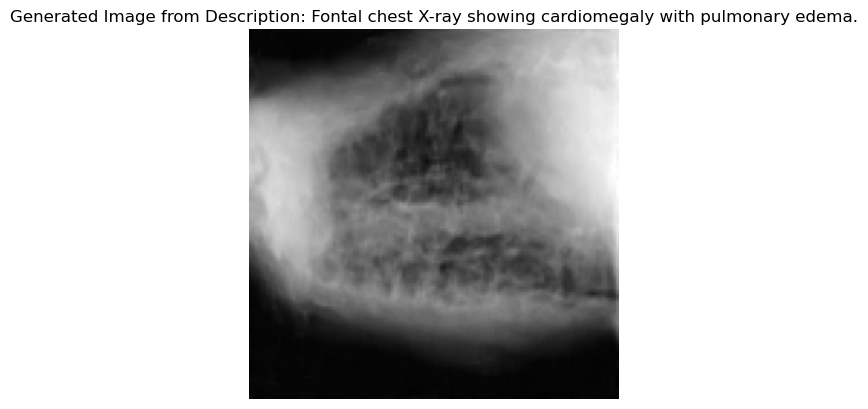 Generated Image from Description: Fontal chest X-ray showing cardiomegaly with pulmonary edema.